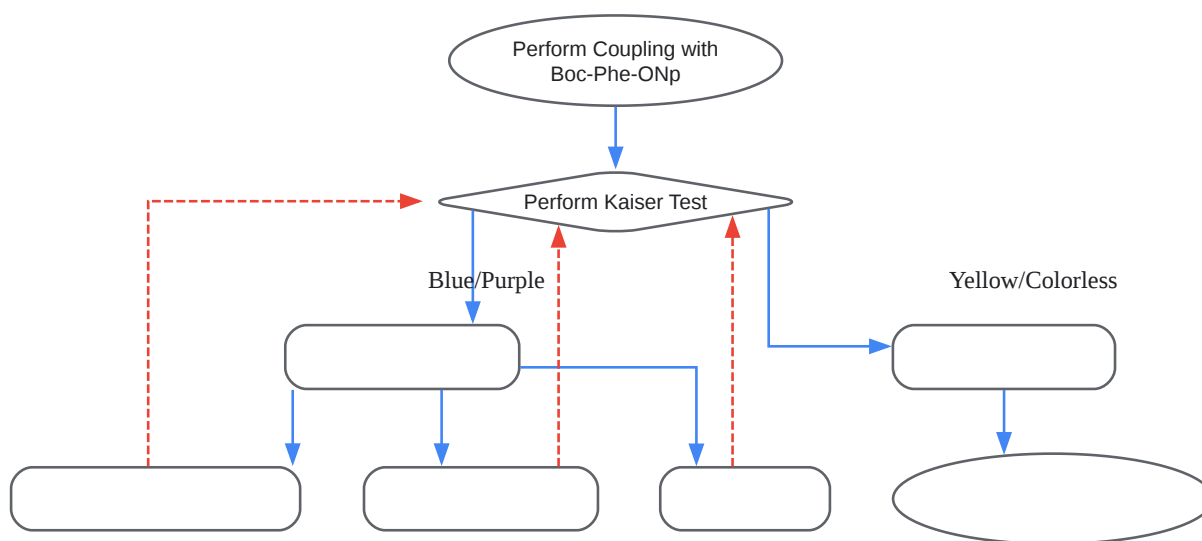 Perform Coupling with
Boc-Phe-ONp
Perform Kaiser Test
Blue/Purple
Yellow/Colorless